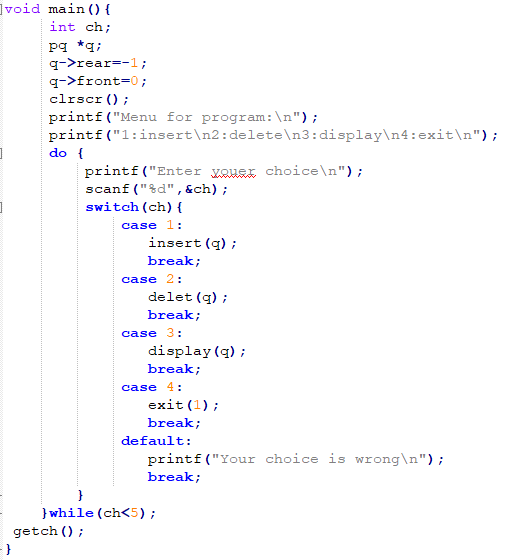 void main(){
int ch;
pq *q;
q->rear=-1;
q->front=0;
clrscr();
printf("Menu for program:\n");
printf("1:insert\n2:delete\n3:display\n4:exit\n");
do {
printf("Enter youer choice\n");
scanf("%d",&ch);
switch(ch){
case 1:
insert(q);
break;
case 2:
delet(q);
break;
case 3:
display(q);
break;
case 4:
exit(1);
break;
default:
printf("Your choice is wrong\n");
break;
}
}while(ch<5);
getch();
}